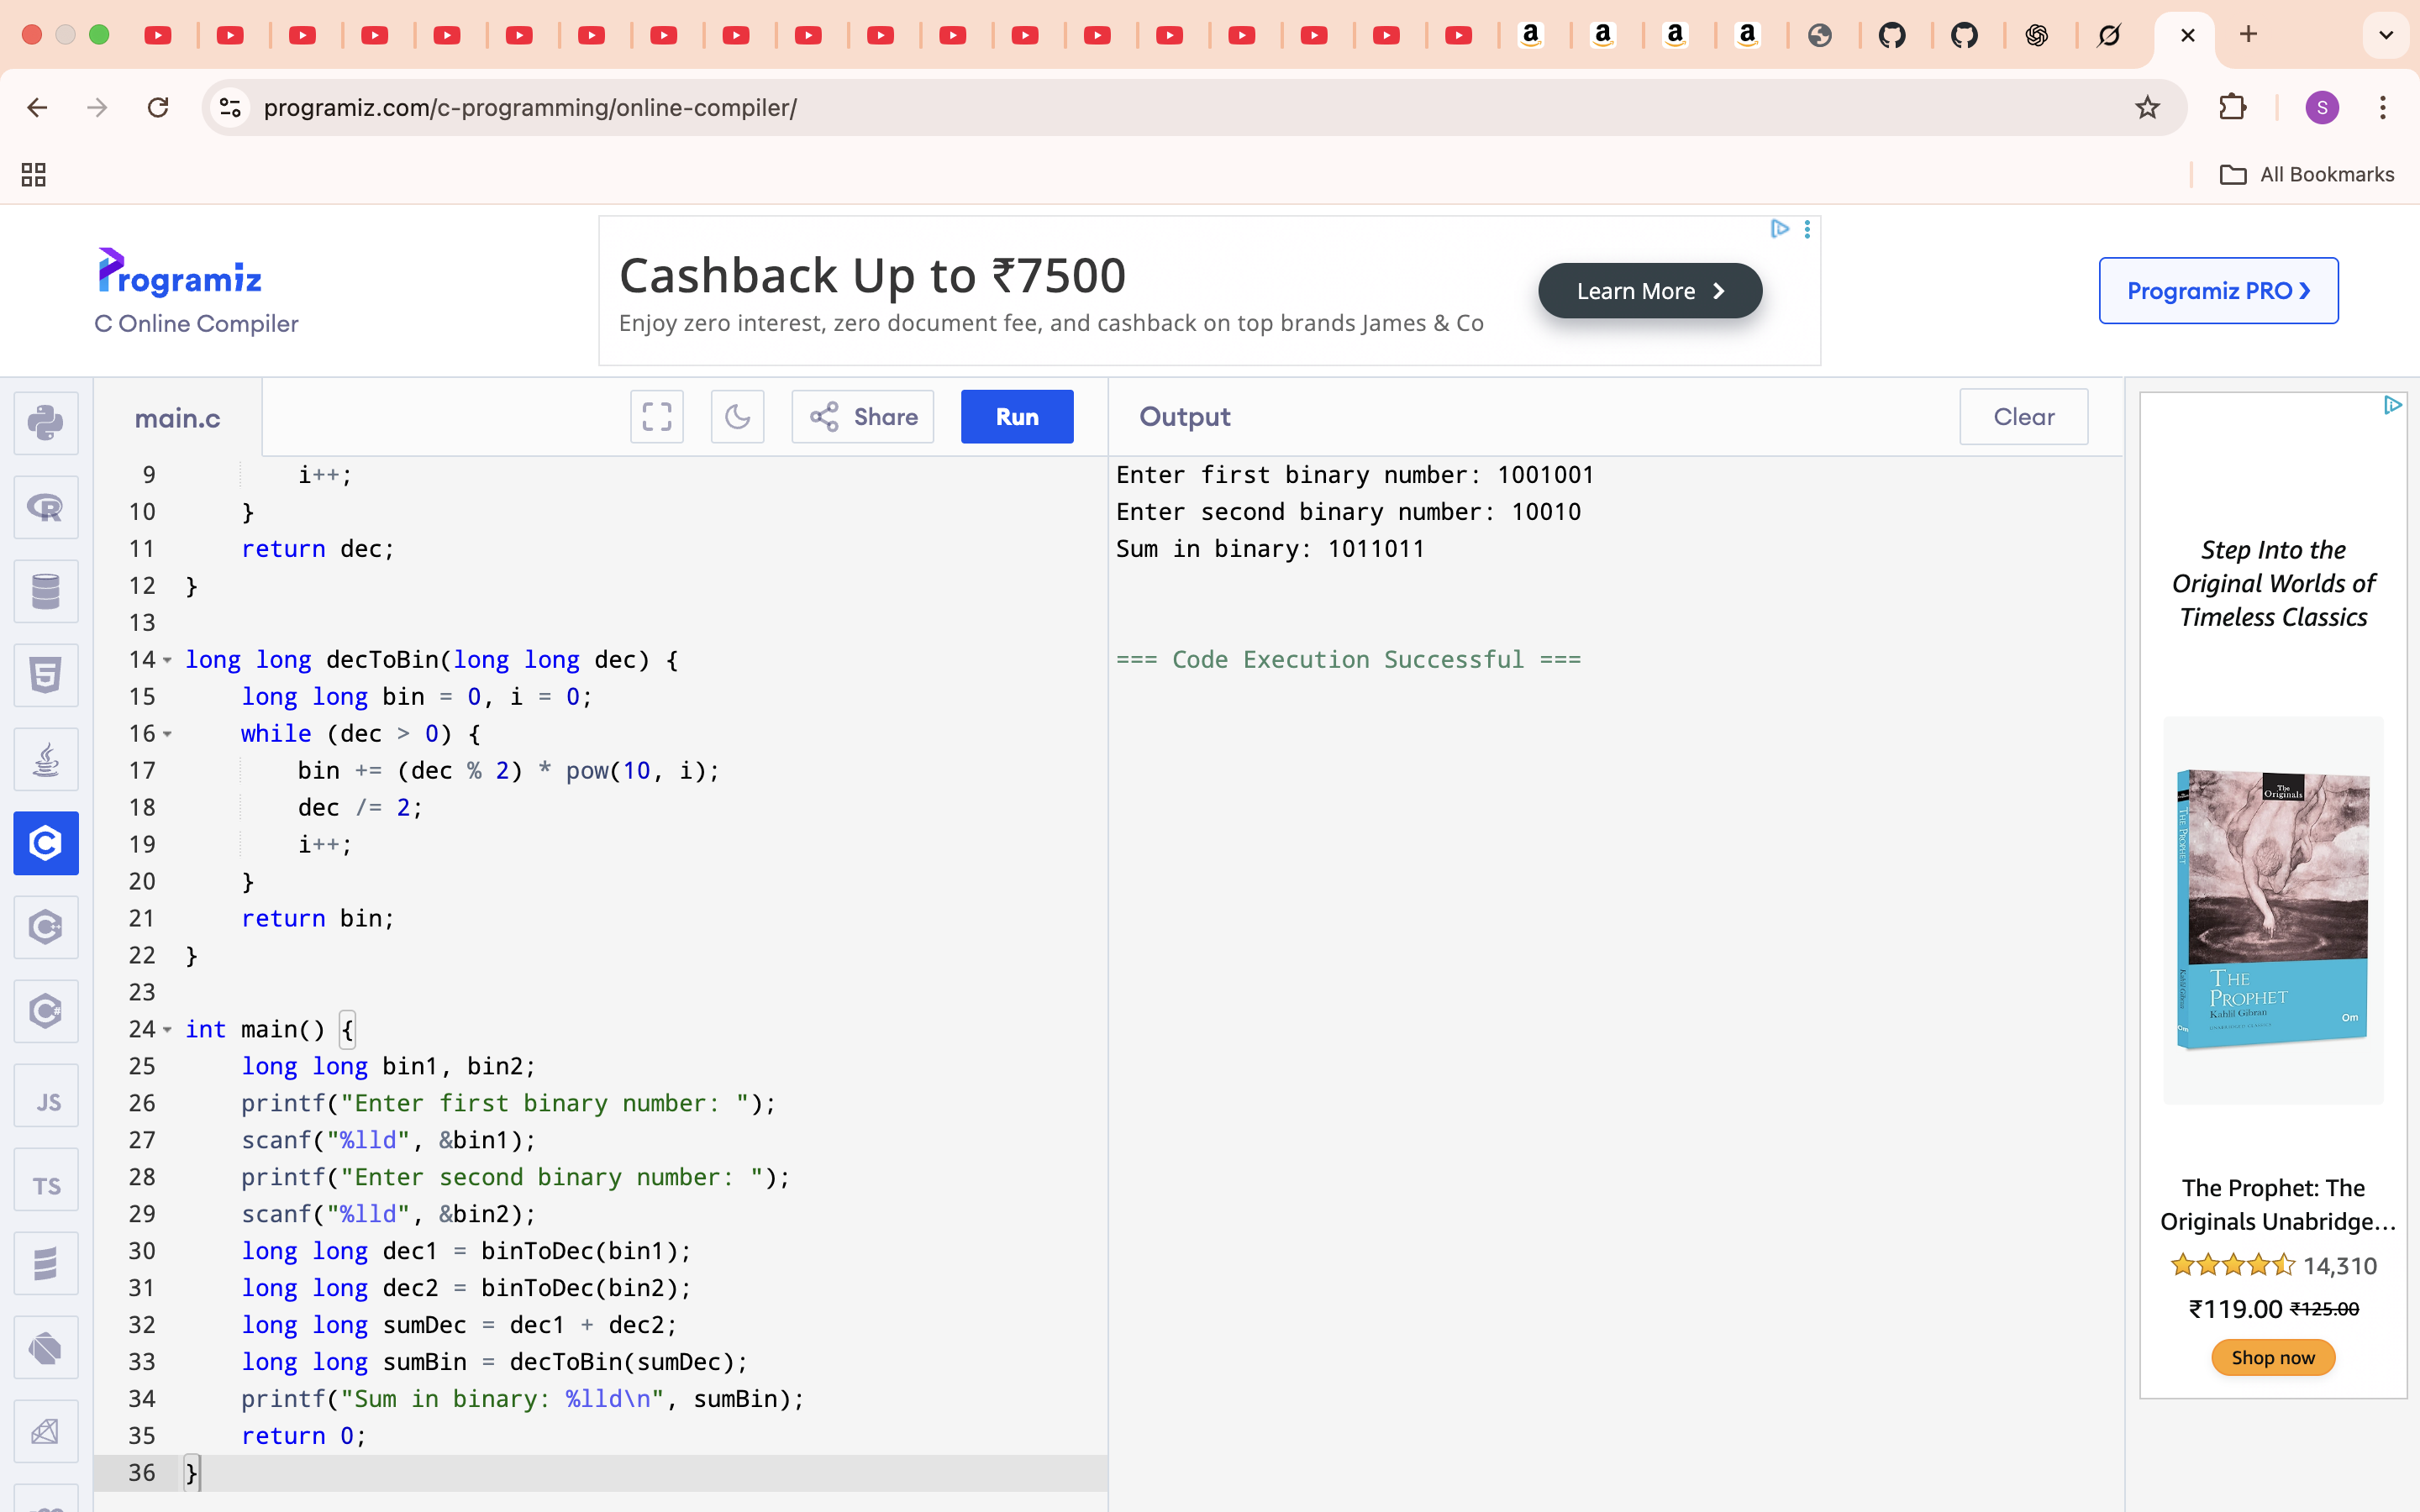 programiz.com/c-programming/online-compiler/
S
All Bookmarks
Programiz
C Online Compiler
Cashback Up to ₹7500
Enjoy zero interest, zero document fee, and cashback on top brands James & Co
Learn More
Programiz PRO
main.c
Share
Run
Output
Clear
9 i++;
10 }
11 return dec;
12 }
13
14 long long decToBin(long long dec) {
15 long long bin = 0, i = 0;
16 while (dec > 0) {
17 bin += (dec % 2) * pow(10, i);
18 dec /= 2;
19 i++;
20 }
21 return bin;
22 }
23
24 int main() {
25 long long bin1, bin2;
26 printf("Enter first binary number: ");
27 scanf("%lld", &bin1);
28 printf("Enter second binary number: ");
29 scanf("%lld", &bin2);
30 long long dec1 = binToDec(bin1);
31 long long dec2 = binToDec(bin2);
32 long long sumDec = dec1 + dec2;
33 long long sumBin = decToBin(sumDec);
34 printf("Sum in binary: %lld\n", sumBin);
35 return 0;
36 }
Enter first binary number: 1001001
Enter second binary number: 10010
Sum in binary: 1011011
=== Code Execution Successful ===
JS
TS
Step Into the
Original Worlds of
Timeless Classics
The
Originals
THE PROPHET
THE
PROPHET
Kahlil Gibran
Om
The Prophet: The
Originals Unabridge...
14,310
₹119.00 ₹125.00
Shop now